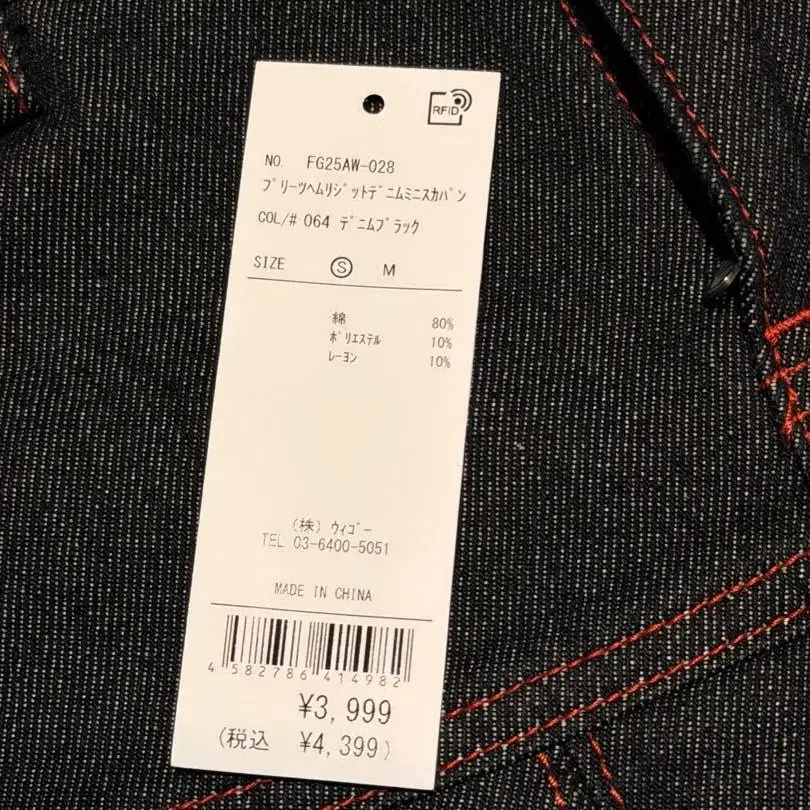 RFID
NO. FG25AW-028
ﾌﾟﾘｰﾂﾍﾑﾘｼﾞｯﾄﾃﾞﾆﾑﾐﾆｽｶﾊﾟﾝ
COL/# 064 ﾃﾞﾆﾑﾌﾞﾗｯｸ
SIZE Ⓢ M
綿 80%
ﾎﾟﾘｴｽﾃﾙ 10%
ﾚｰﾖﾝ 10%
(株) ｳｨｺﾞｰ
TEL 03-6400-5051
MADE IN CHINA
4 582786 414982
¥3,999
(税込 ¥4,399)